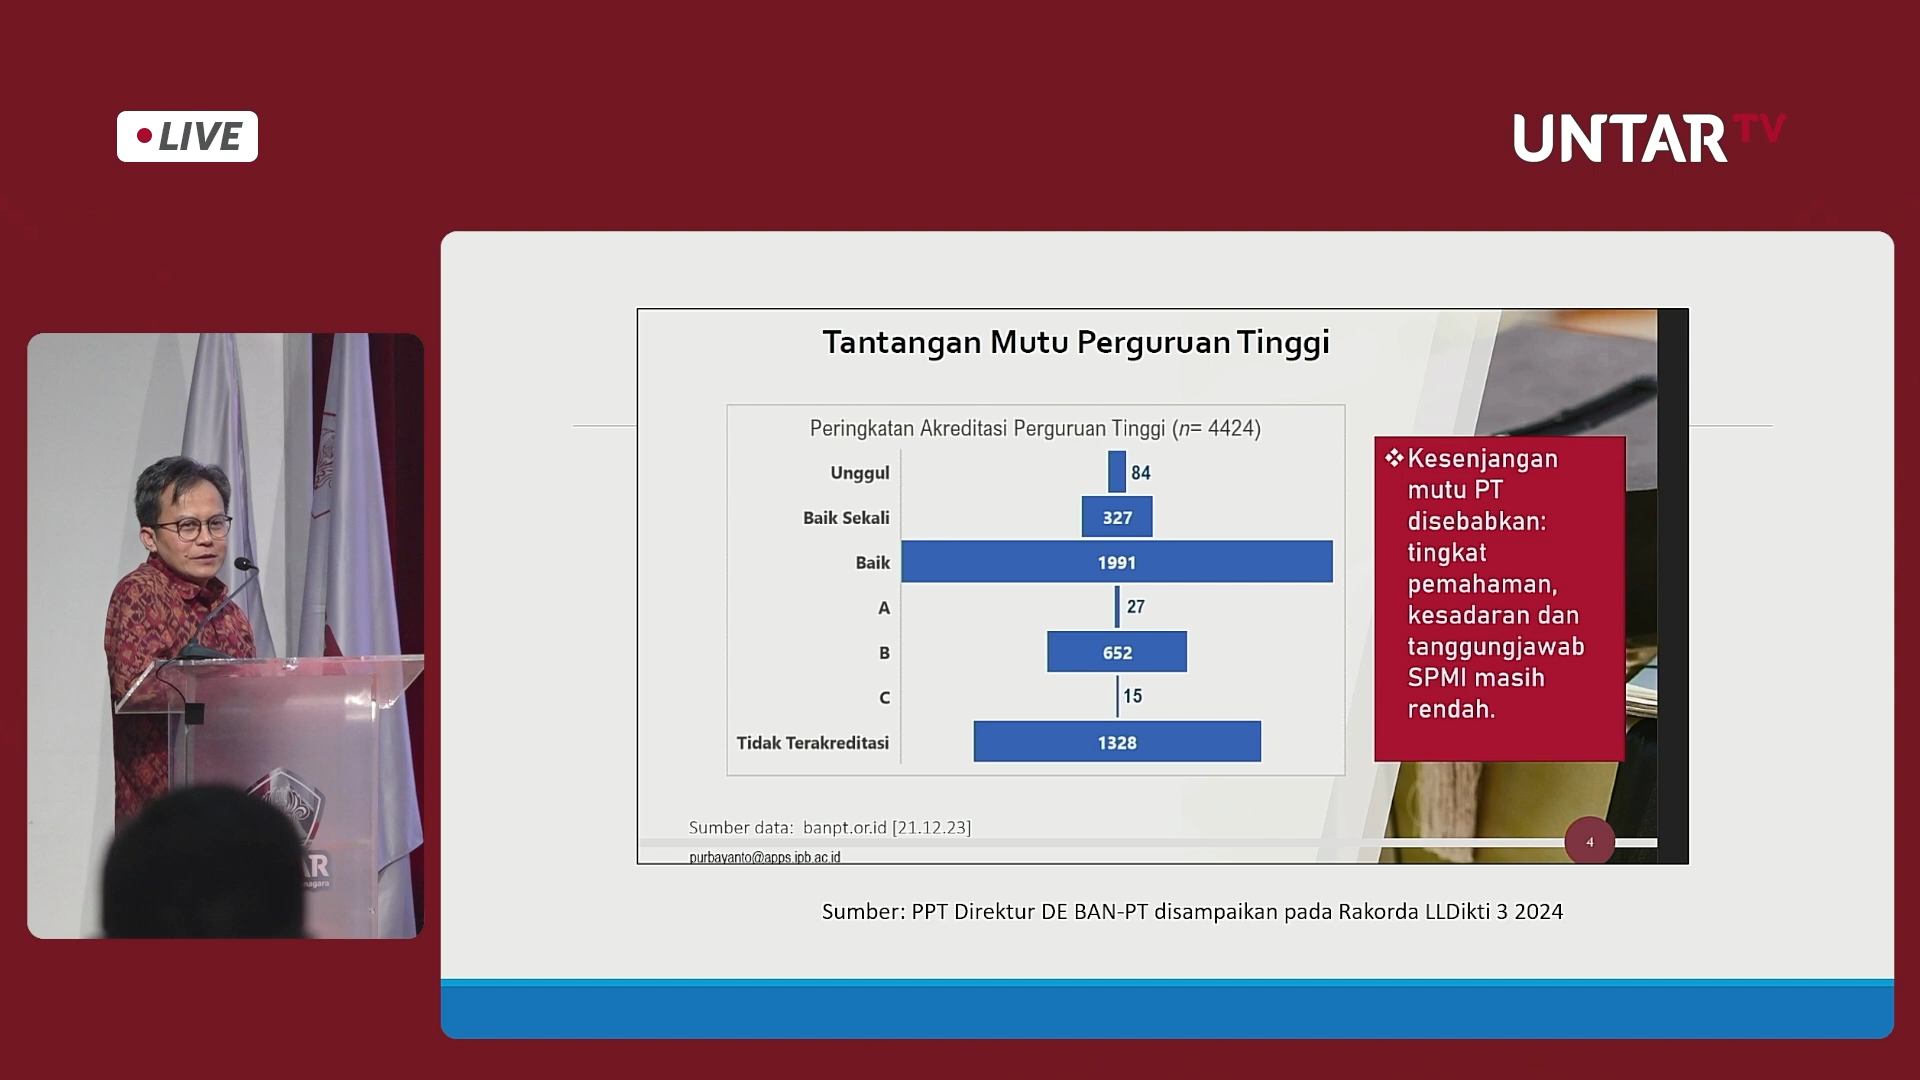 LIVE
UNTAR TV
Tantangan Mutu Perguruan Tinggi
Peringkatan Akreditasi Perguruan Tinggi (n= 4424)
Unggul 84
Baik Sekali 327
Baik 1991
A 27
B 652
C 15
Tidak Terakreditasi 1328
❖Kesenjangan
mutu PT
disebabkan:
tingkat
pemahaman,
kesadaran dan
tanggungjawab
SPMI masih
rendah.
Sumber data: banpt.or.id [21.12.23]
4
purbayanto@apps.ipb.ac.id
Sumber: PPT Direktur DE BAN-PT disampaikan pada Rakorda LLDikti 3 2024
AR
nagara